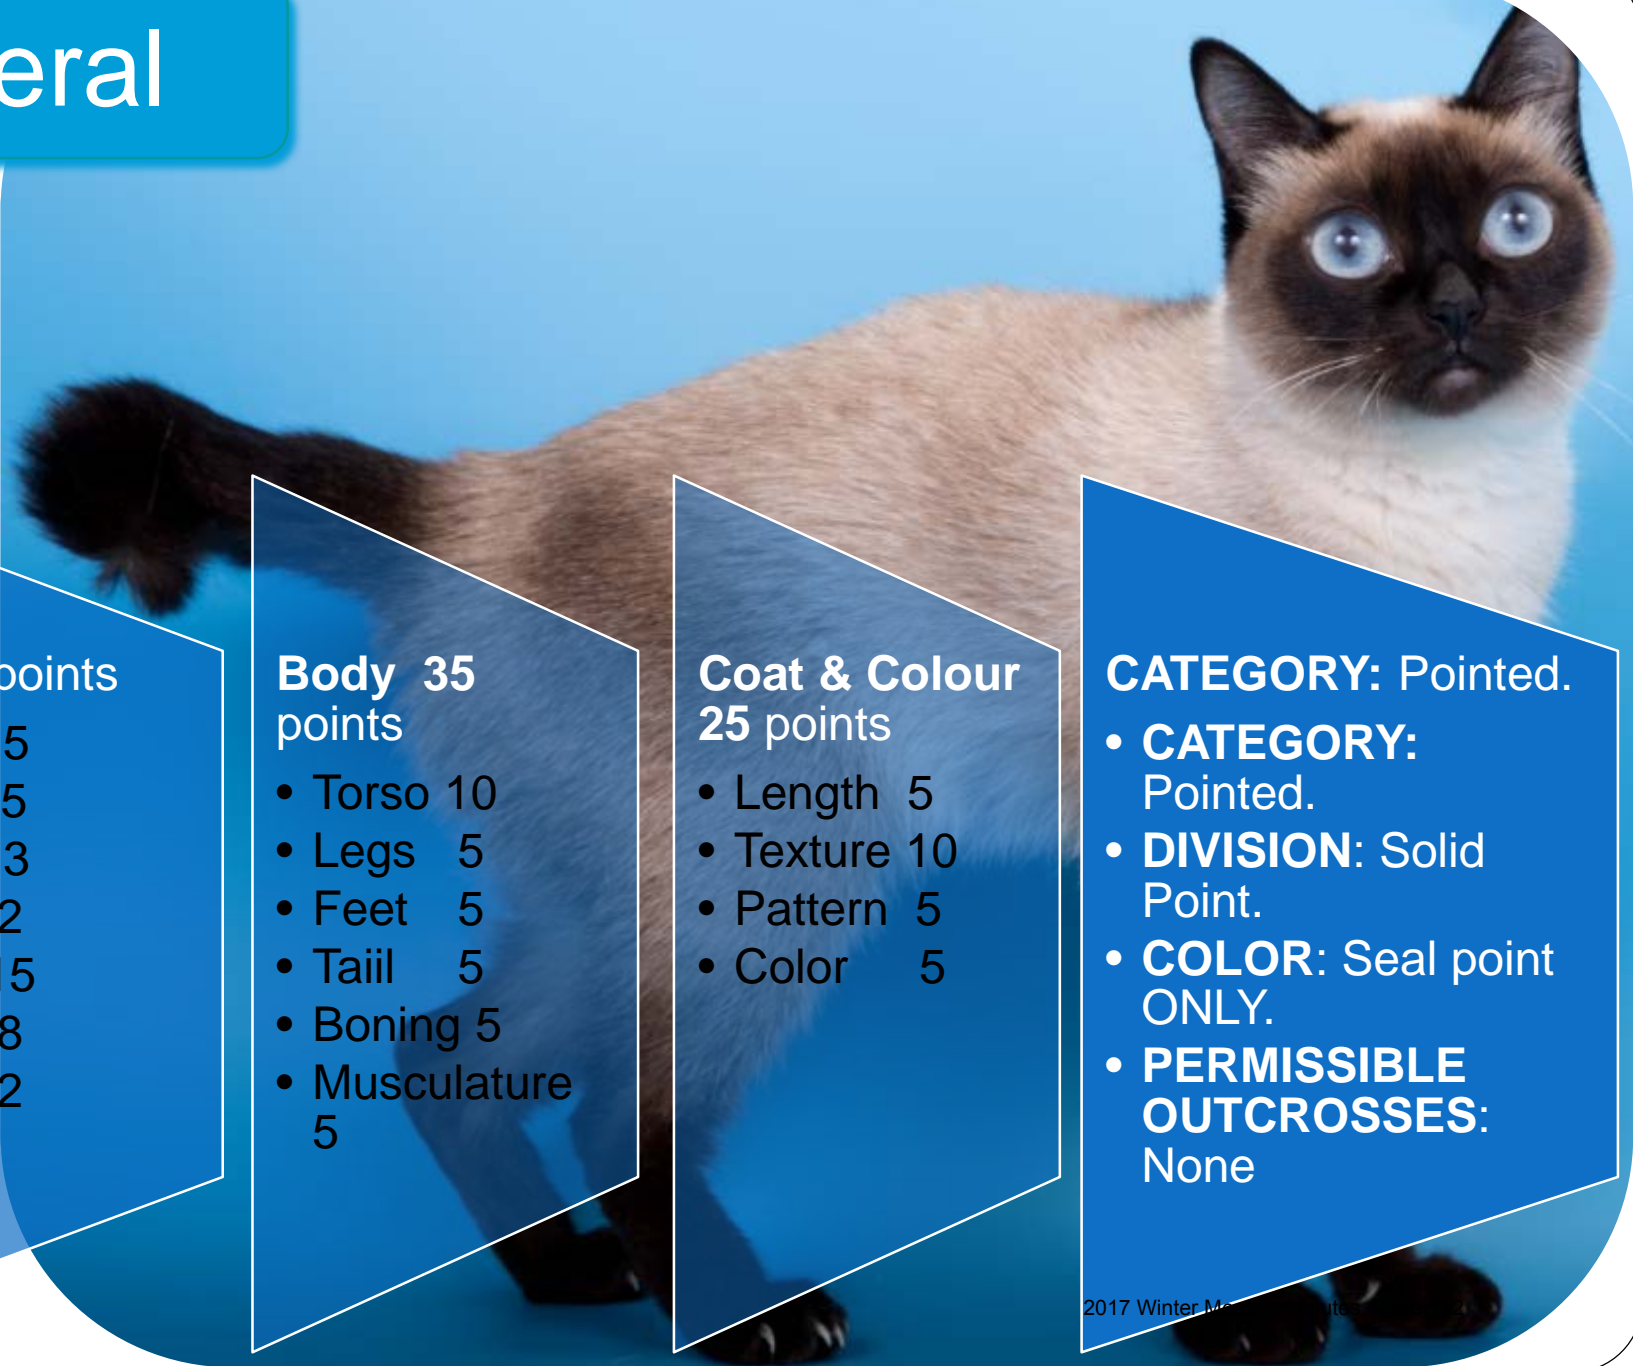 eral
points
5
5
3
2
15
8
2
Body 35
points
• Torso 10
• Legs 5
• Feet 5
• Taiil 5
• Boning 5
• Musculature
5
Coat & Colour
25 points
• Length 5
• Texture 10
• Pattern 5
• Color 5
CATEGORY: Pointed.
• CATEGORY:
Pointed.
• DIVISION: Solid
Point.
• COLOR: Seal point
ONLY.
• PERMISSIBLE
OUTCROSSES:
None
2017 Winter